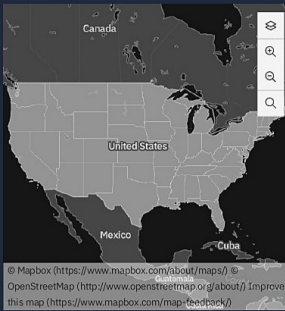 Canada
United States
Mexico
Cuba
© Mapbox (https://www.mapbox.com/about/maps/) ©
Guatemala
OpenStreetMap (http://www.openstreetmap.org/about/) Improve
this map (https://www.mapbox.com/map-feedback/)